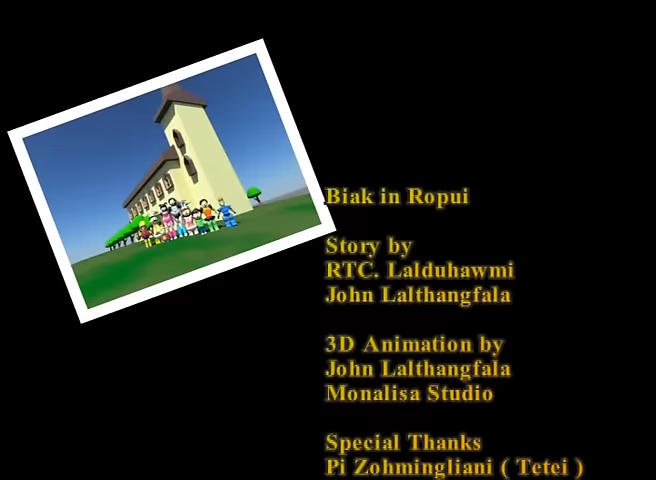 Biak in Ropui
Story by
RTC. Lalduhawmi
John Lalthangfala
3D Animation by
John Lalthangfala
Monalisa Studio
Special Thanks
Pi Zohmingliani ( Tetei )